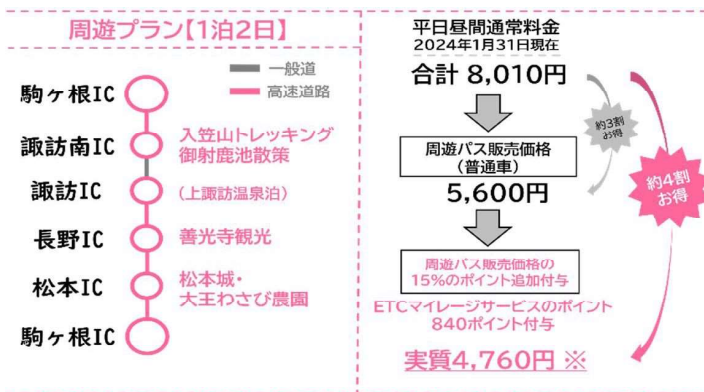 周遊プラン【1泊2日】
一般道
高速道路
駒ヶ根IC
諏訪南IC
入笠山トレッキング
御射鹿池散策
諏訪IC
(上諏訪温泉泊)
長野IC
善光寺観光
松本IC
松本城・
大王わさび農園
駒ヶ根IC
平日昼間通常料金
2024年1月31日現在
合計 8,010円
約3割
お得
周遊パス販売価格
(普通車)
5,600円
約4割
お得
周遊パス販売価格の
15%のポイント追加付与
ETCマイレージサービスのポイント
840ポイント付与
実質4,760円 ※